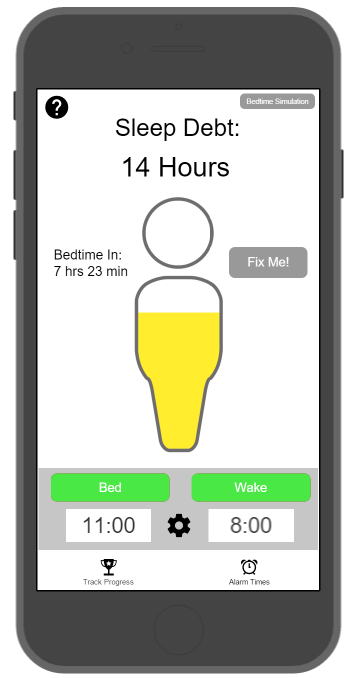 Bedtime Simulation
Sleep Debt:
14 Hours
Bedtime In:
7 hrs 23 min
Fix Me!
Bed
Wake
11:00
8:00
Track Progress
Alarm Times